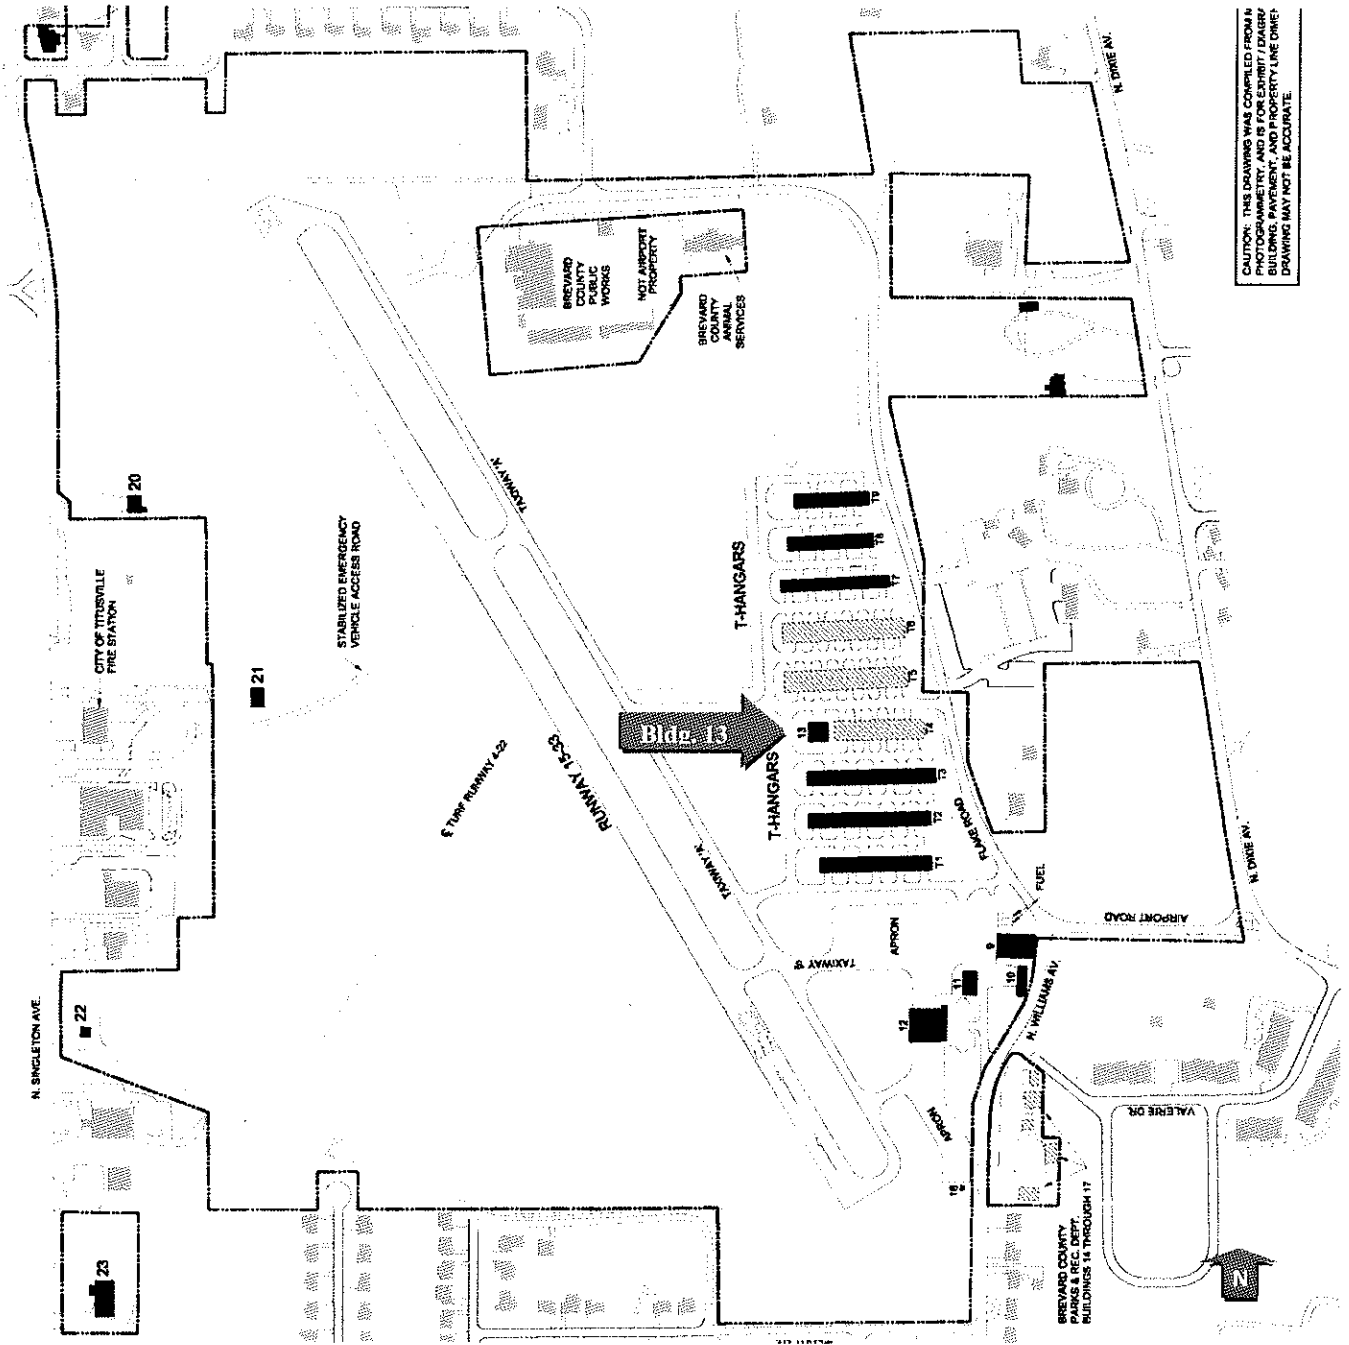 CAUTION: THIS DRAWING WAS COMPILED FROM
PHOTOGRAMMETRY, AND IS FOR EXHIBIT / DIAGR
BUILDING, PAVEMENT, AND PROPERTY LINE DIMEN
DRAWING MAY NOT BE ACCURATE.
N. DIXIE AV.
BREVARD
COUNTY
PUBLIC
WORKS
NOT AIRPORT
PROPERTY
BREVARD
COUNTY
ANIMAL
SERVICES
20
CITY OF TITUSVILLE
FIRE STATION
STABILIZED EMERGENCY
VEHICLE ACCESS ROAD
21
TAXIWAY 'A'
T-HANGARS
T9
T8
T7
T6
T5
T4
T3
T2
T1
13
Bldg. 13
T-HANGARS
RUNWAY 15-33
TURF RUNWAY 4-22
TAXIWAY 'A'
FLAKE ROAD
FUEL
AIRPORT ROAD
N. DIXIE AV.
APRON
TAXIWAY 'B'
9
10
11
12
N. WILLIAMS AV.
N. SINGLETON AVE.
22
APRON
VALERIE DR.
18
BREVARD COUNTY
PARKS & REC. DEPT.
BUILDINGS 14 THROUGH 17
23
N